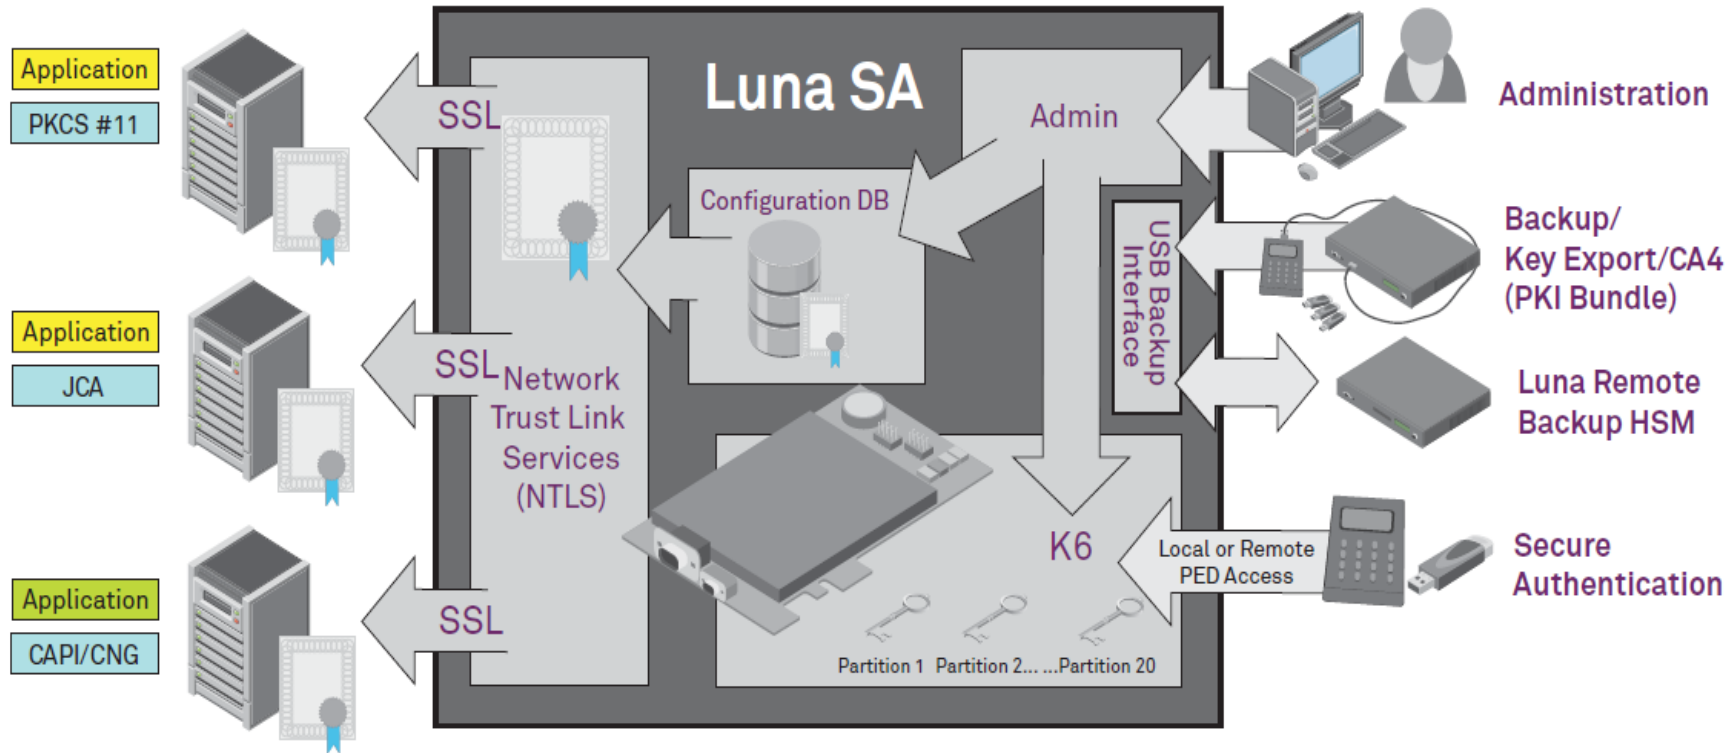 Application
PKCS #11
Application
JCA
Application
CAPI/CNG
SSL
SSL
SSL
Network
Trust Link
Services
(NTLS)
Luna SA
Configuration DB
Admin
USB Backup
Interface
K6
Local or Remote
PED Access
Partition 1 Partition 2... ...Partition 20
Administration
Backup/
Key Export/CA4
(PKI Bundle)
Luna Remote
Backup HSM
Secure
Authentication